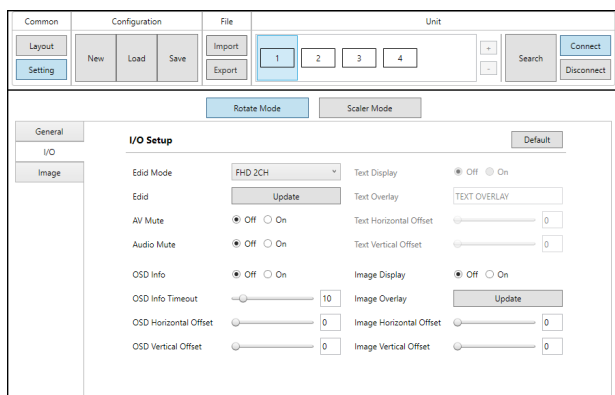 Common Configuration File Unit
Layout New Load Save Import 1 2 3 4 + Search Connect
Setting Export - Disconnect
Rotate Mode Scaler Mode
General
I/O
Image
I/O Setup Default
Edid Mode FHD 2CH Text Display Off On
Edid Update Text Overlay TEXT OVERLAY
AV Mute Off On Text Horizontal Offset 0
Audio Mute Off On Text Vertical Offset 0
OSD Info Off On Image Display Off On
OSD Info Timeout 10 Image Overlay Update
OSD Horizontal Offset 0 Image Horizontal Offset 0
OSD Vertical Offset 0 Image Vertical Offset 0